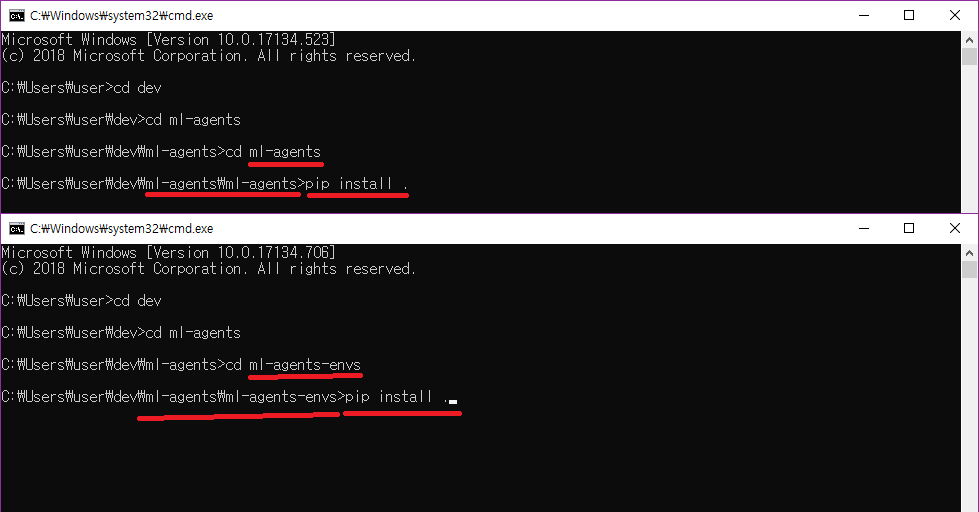 C:₩Windows₩system32₩cmd.exe
Microsoft Windows [Version 10.0.17134.523]
(c) 2018 Microsoft Corporation. All rights reserved.
C:₩Users₩user>cd dev
C:₩Users₩user₩dev>cd ml-agents
C:₩Users₩user₩dev₩ml-agents>cd ml-agents
C:₩Users₩user₩dev₩ml-agents₩ml-agents>pip install .
C:₩Windows₩system32₩cmd.exe
Microsoft Windows [Version 10.0.17134.706]
(c) 2018 Microsoft Corporation. All rights reserved.
C:₩Users₩user>cd dev
C:₩Users₩user₩dev>cd ml-agents
C:₩Users₩user₩dev₩ml-agents>cd ml-agents-envs
C:₩Users₩user₩dev₩ml-agents₩ml-agents-envs>pip install .